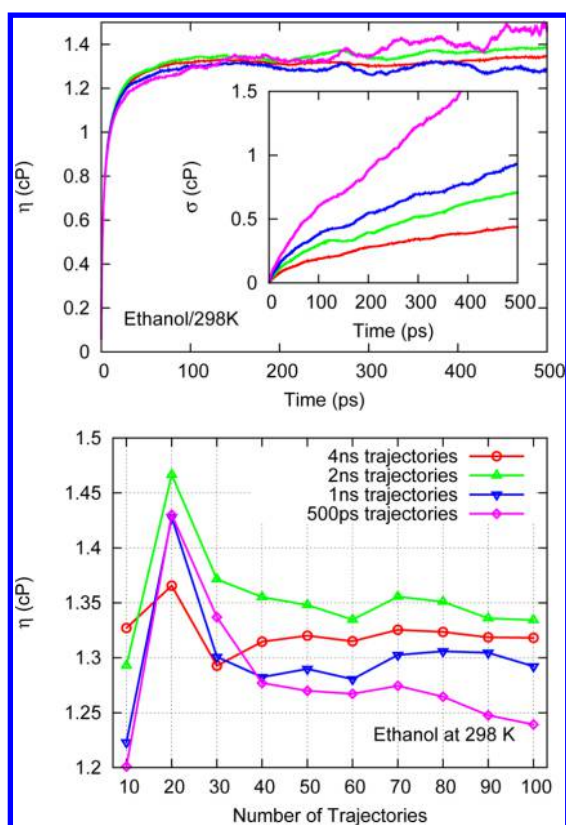 1.4
1.2
1
0.8
0.6
0.4
0.2
0
η (cP)
1.5
1
0.5
0
σ (cP)
0 100 200 300 400 500
Time (ps)
Ethanol/298K
0 100 200 300 400 500
Time (ps)
1.5
1.45
1.4
1.35
1.3
1.25
1.2
η (cP)
4ns trajectories
2ns trajectories
1ns trajectories
500ps trajectories
Ethanol at 298 K
10 20 30 40 50 60 70 80 90 100
Number of Trajectories